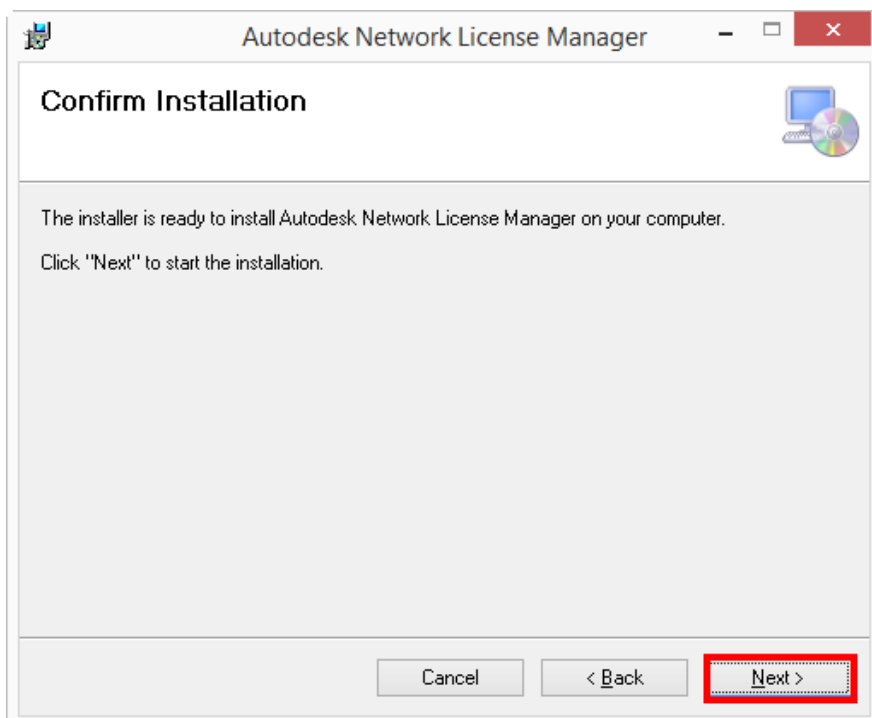 Autodesk Network License Manager
Confirm Installation
The installer is ready to install Autodesk Network License Manager on your computer.
Click "Next" to start the installation.
Cancel
< Back
Next >